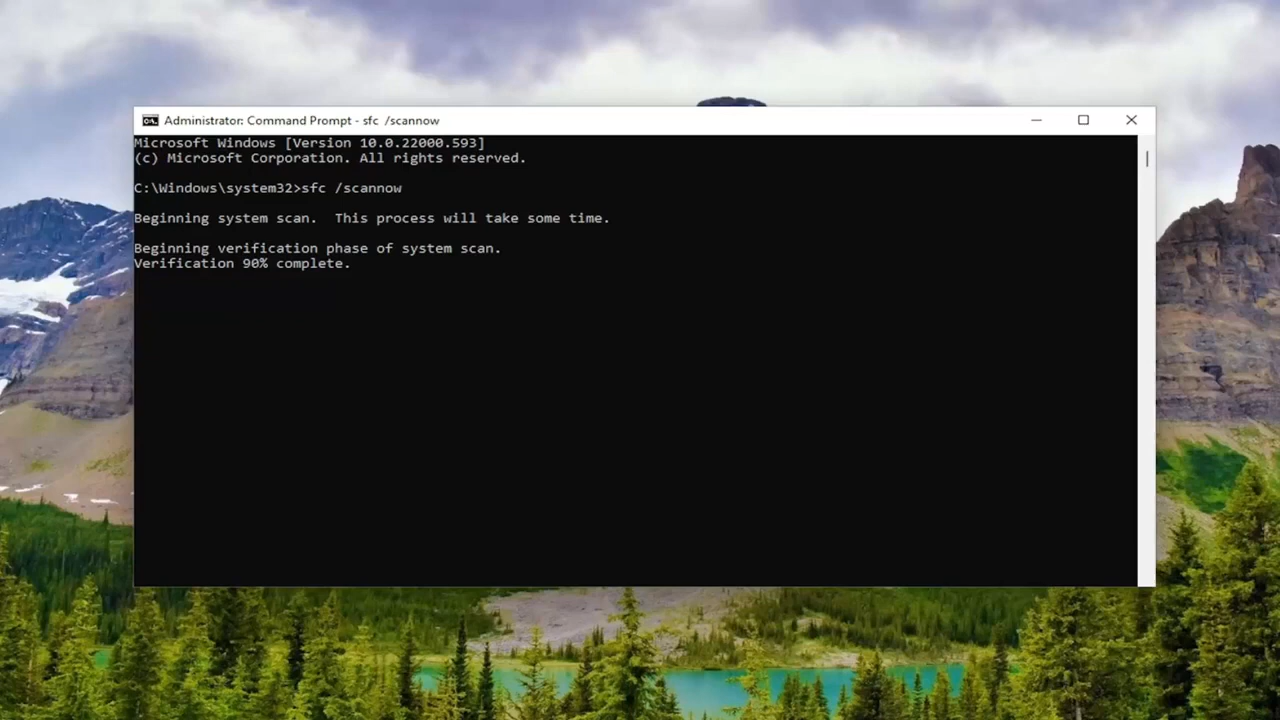 Administrator: Command Prompt - sfc  /scannow
Microsoft Windows [Version 10.0.22000.593]
(c) Microsoft Corporation. All rights reserved.
C:\Windows\system32>sfc /scannow
Beginning system scan.  This process will take some time.
Beginning verification phase of system scan.
Verification 90% complete.